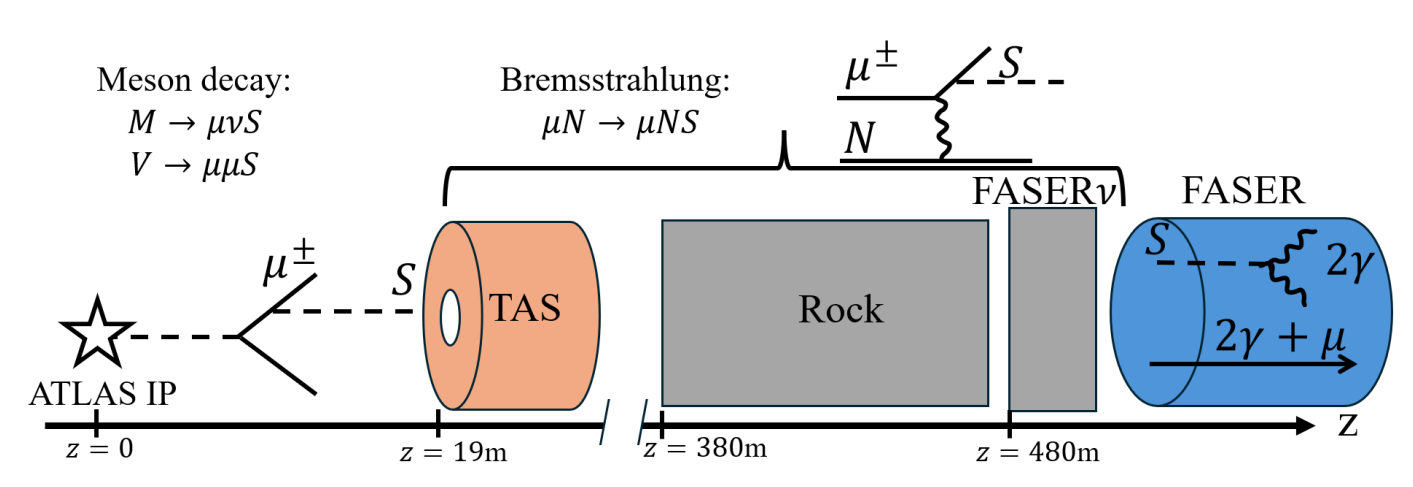 Meson decay:
M → μνS
V → μμS
Bremsstrahlung:
μN → μNS
μ±
S
N
FASERν
FASER
μ±
S
TAS
Rock
S
2γ
2γ + μ
ATLAS IP
z
z = 0
z = 19m
z = 380m
z = 480m